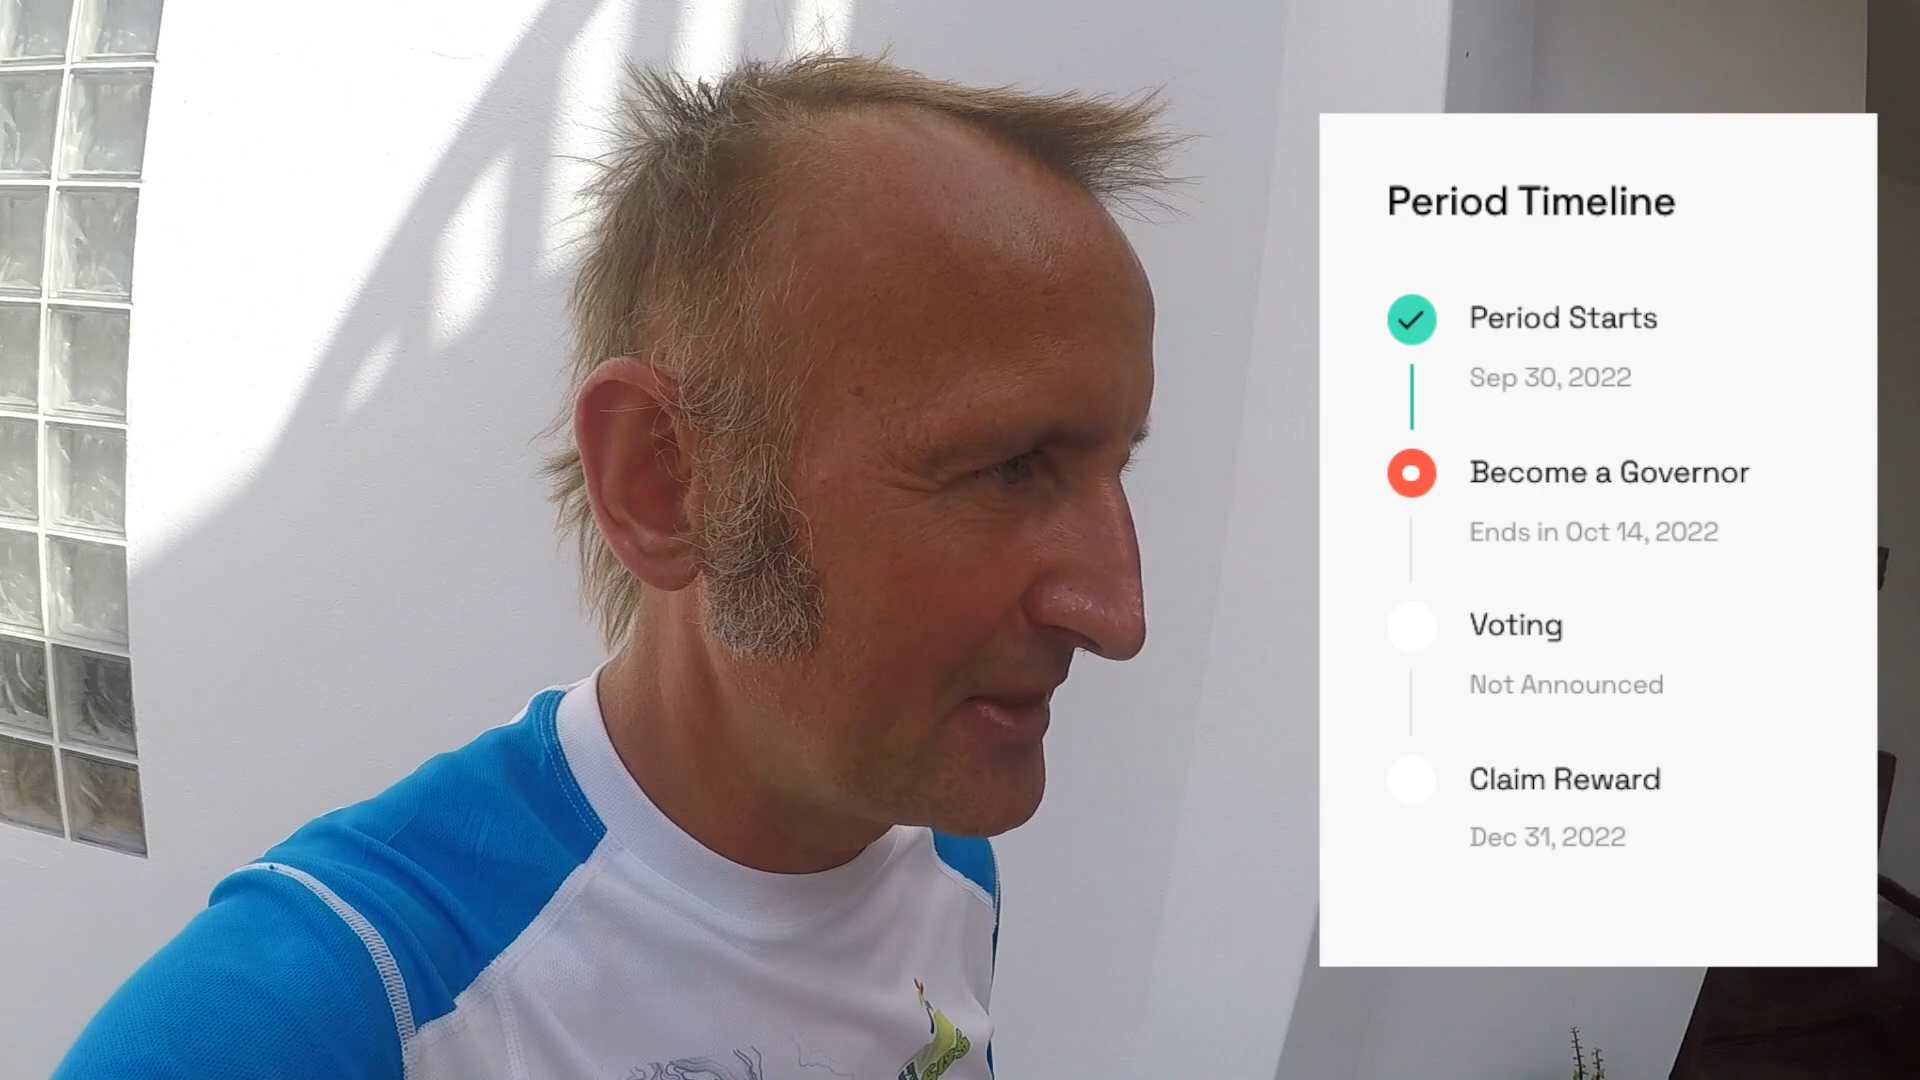 Period Timeline
Period Starts
Sep 30, 2022
Become a Governor
Ends in Oct 14, 2022
Voting
Not Announced
Claim Reward
Dec 31, 2022